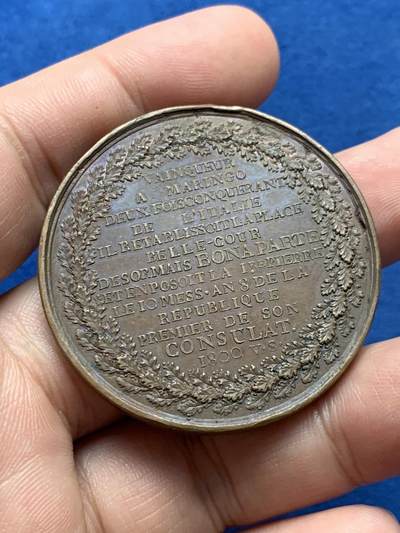 VAINQUEUR
A MARINGO
DEUX FOIS CONQUERANT
DE L'ITALIE
IL RETABLISSOIT LA PLACE
BELLE-COUR
DESORMAIS BONAPARTE
ET EN POSOIT LA 1RE PIERRE
LE 10 MESS. AN 8 DE LA
REPUBLIQUE
PREMIER DE SON
CONSULAT.
1800 V.S.